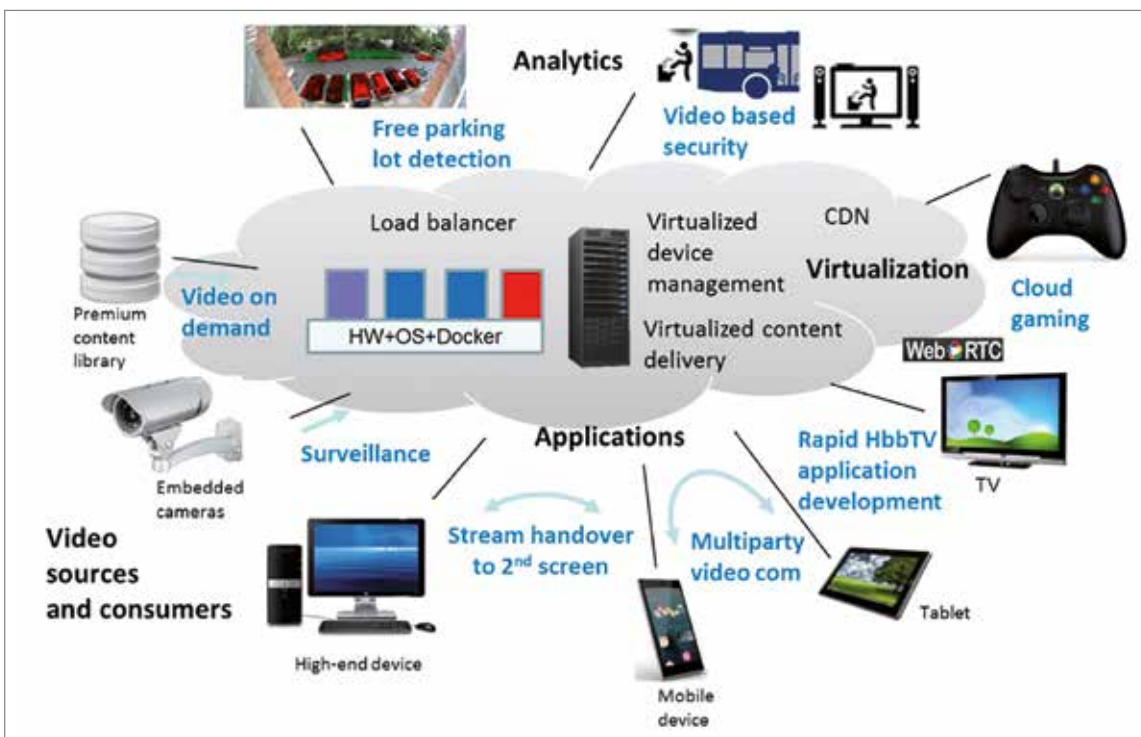 Analytics
Free parking
lot detection
Video based
security
Load balancer
Virtualized
device
management
CDN
Virtualization
Cloud
gaming
Premium
content
library
Video on
demand
HW+OS+Docker
Virtualized content
delivery
Web RTC
Embedded
cameras
Surveillance
Applications
Rapid HbbTV
application
development
TV
Video
sources
and consumers
High-end device
Stream handover
to 2nd screen
Multiparty
video com
Mobile
device
Tablet